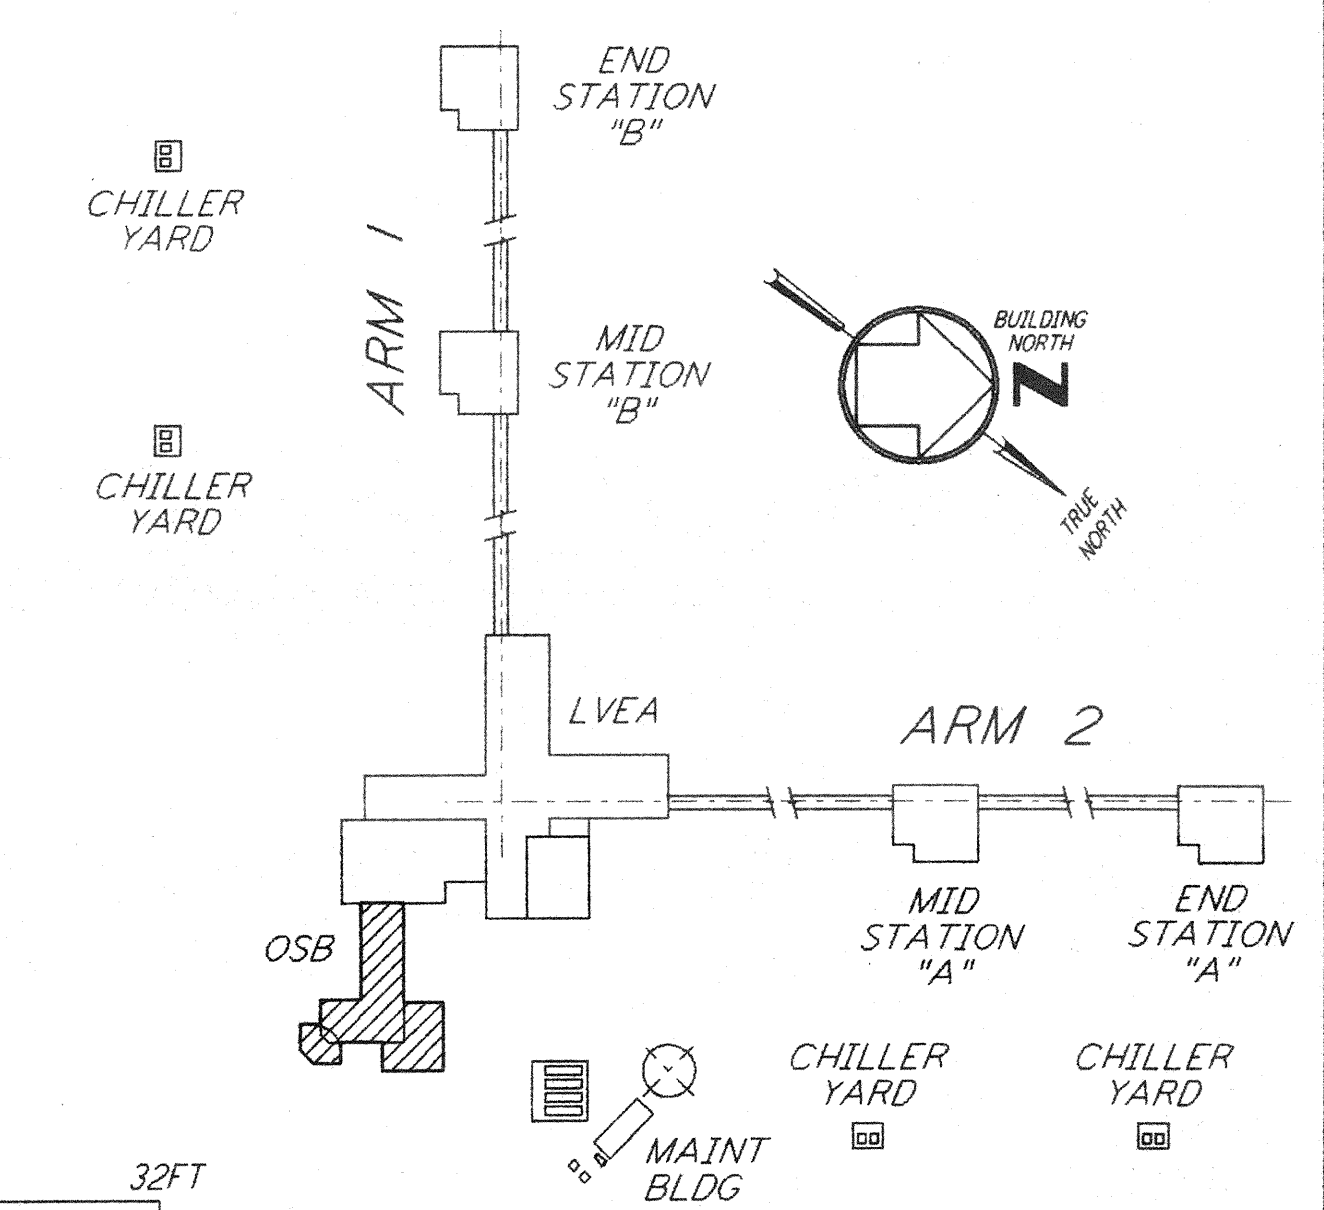 END
STATION
"B"
CHILLER
YARD
ARM 1
BUILDING
NORTH
N
MID
STATION
"B"
CHILLER
YARD
TRUE
NORTH
LVEA
ARM 2
MID
STATION
"A"
END
STATION
"A"
OSB
CHILLER
YARD
CHILLER
YARD
MAINT
BLDG
32FT